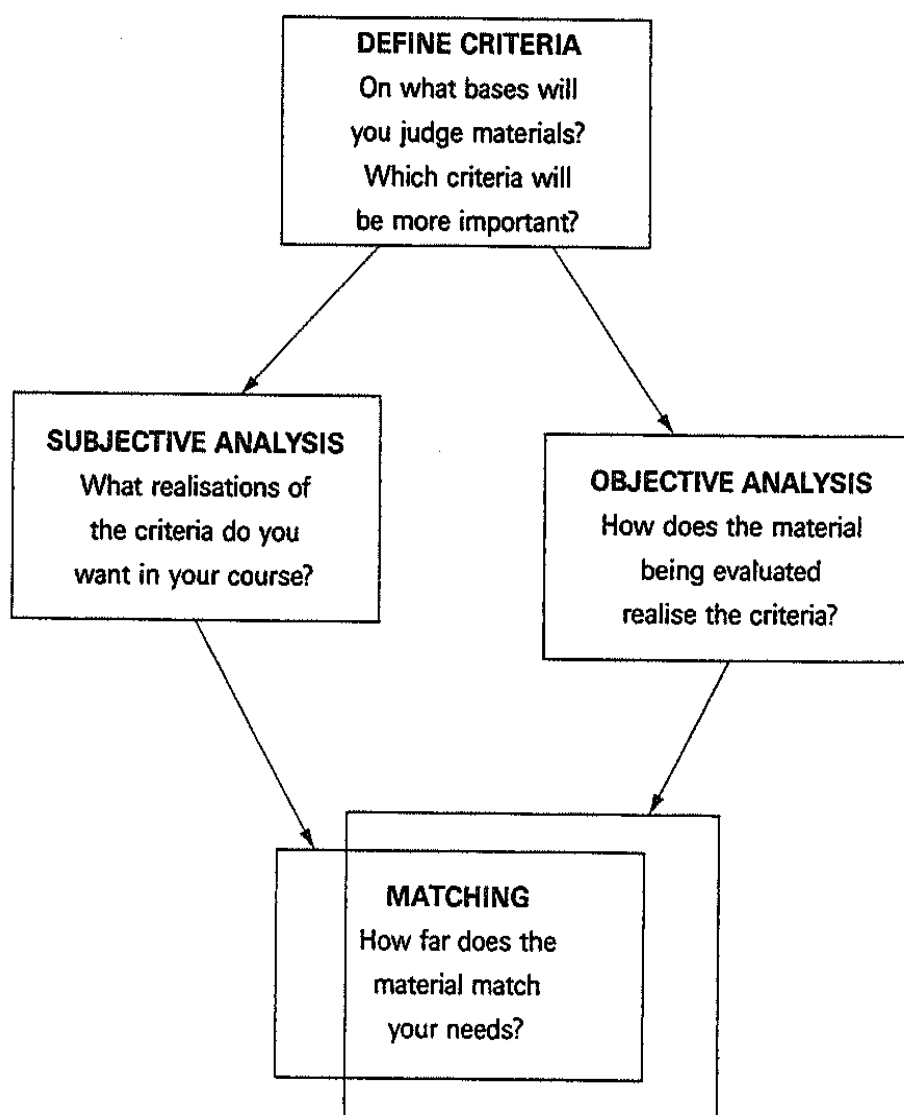 DEFINE CRITERIA
On what bases will
you judge materials?
Which criteria will
be more important?
SUBJECTIVE ANALYSIS
What realisations of
the criteria do you
want in your course?
OBJECTIVE ANALYSIS
How does the material
being evaluated
realise the criteria?
MATCHING
How far does the
material match
your needs?